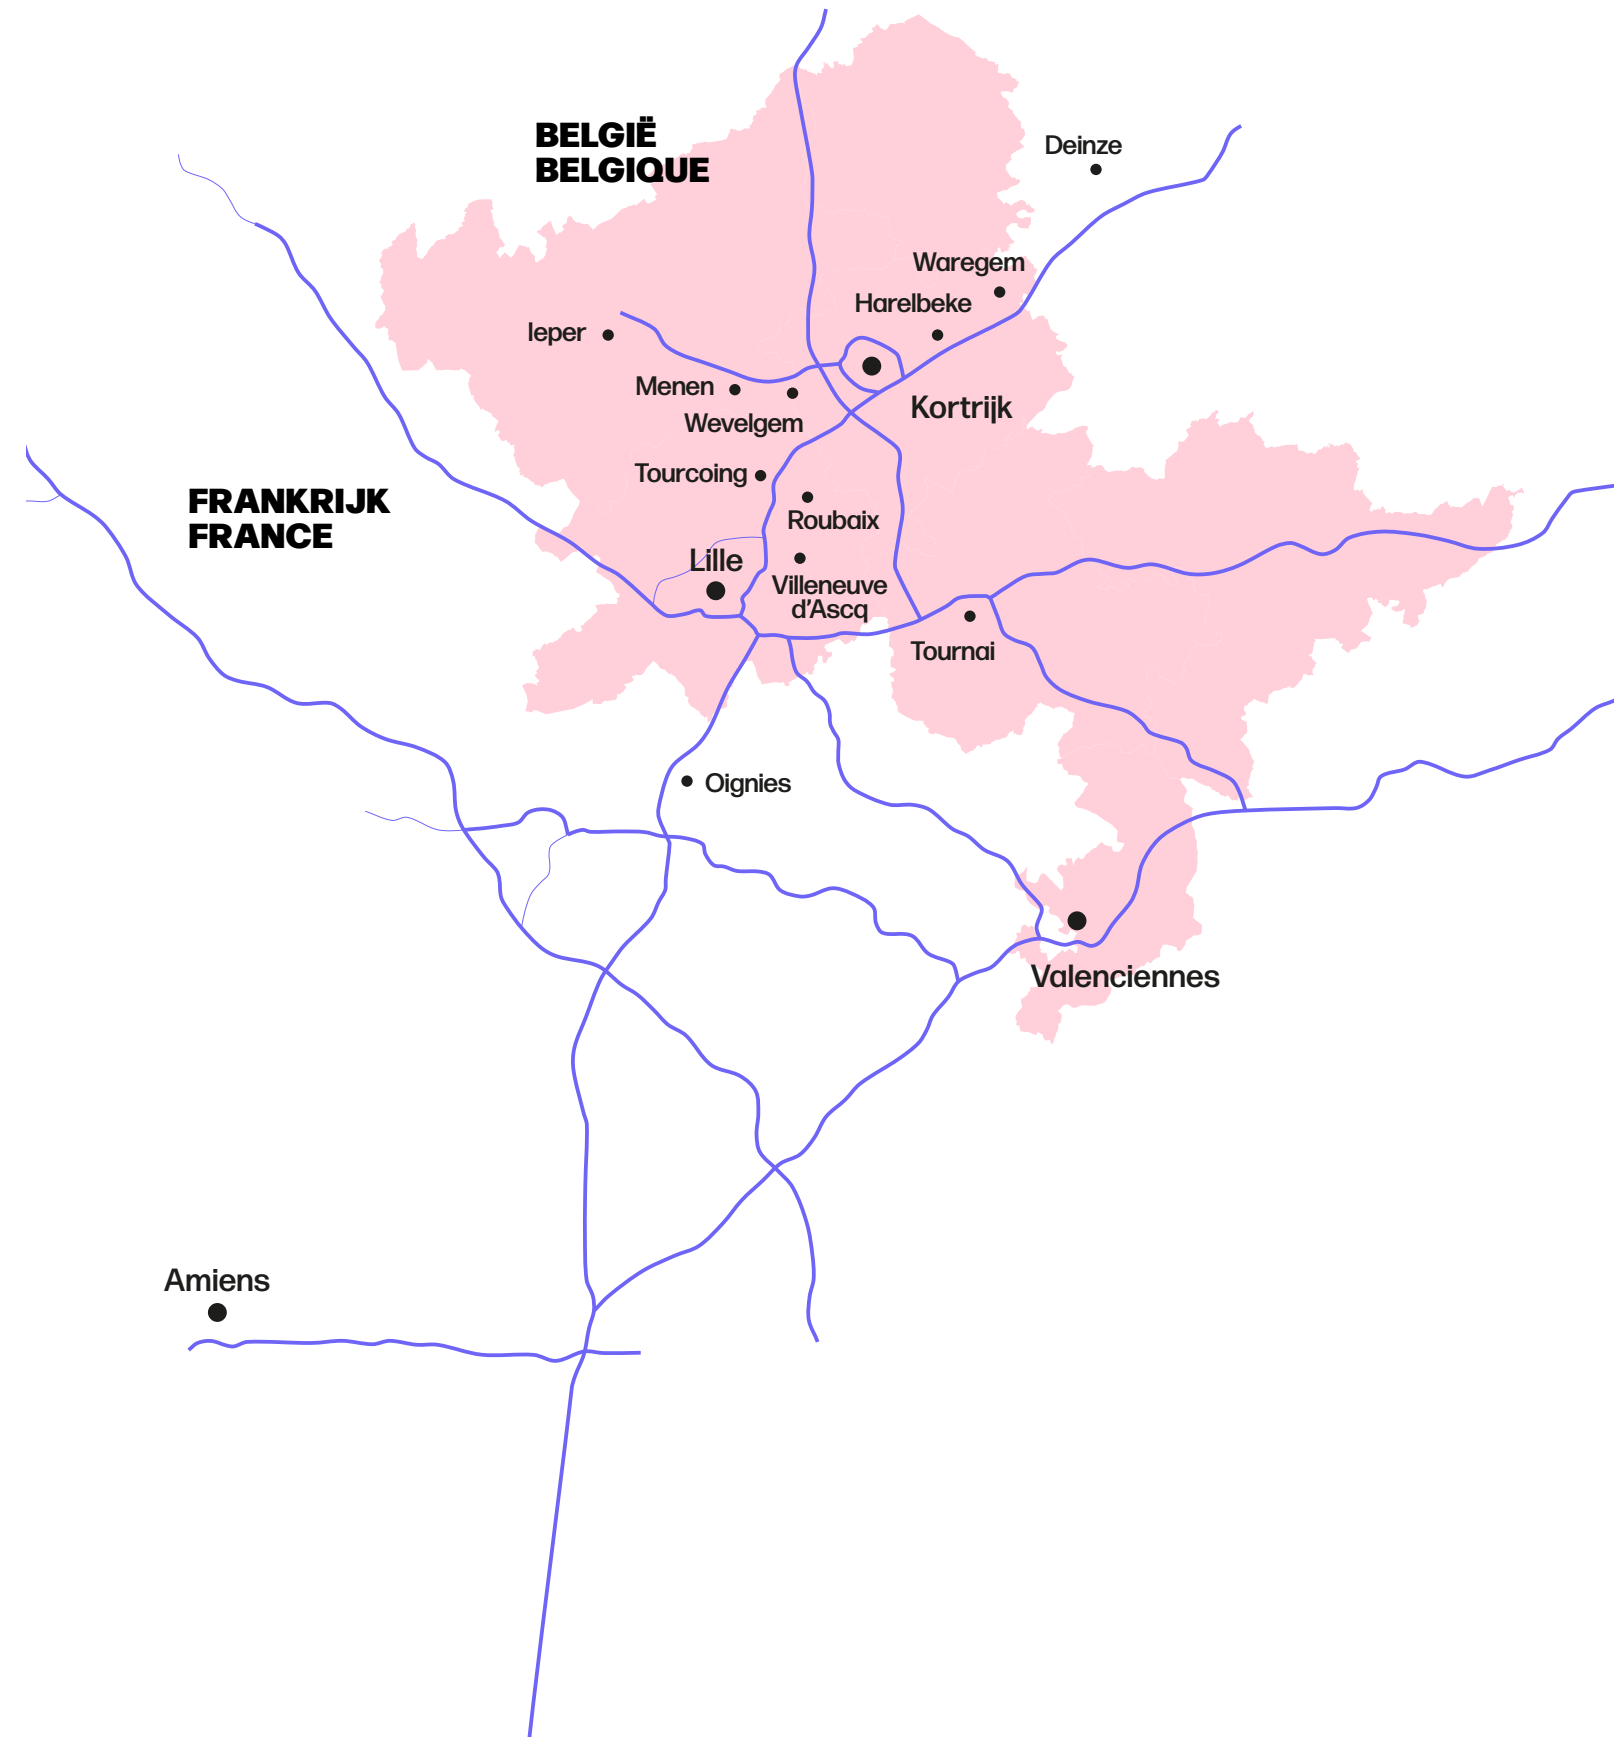 BELGIË
BELGIQUE
Deinze
Waregem
Harelbeke
Ieper
Menen
Kortrijk
Wevelgem
Tourcoing
FRANKRIJK
FRANCE
Roubaix
Lille
Villeneuve
d'Ascq
Tournai
Oignies
Valenciennes
Amiens